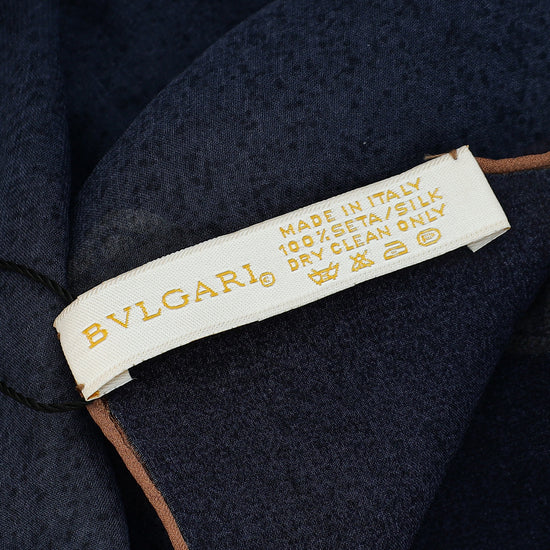 BVLGARI©
MADE IN ITALY
100% SETA/SILK
DRY CLEAN ONLY